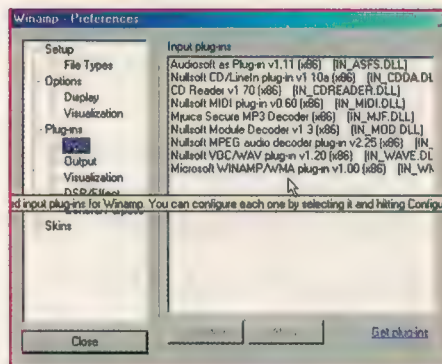 Winamp - Preferences
Setup
File Types
Options
Display
Visualization
Plug-ins
Output
Visualization
DSP/Effect
Skins
Close
Input plug-ins
Audiosoft as Plug-in v1.11 (x86) [IN_ASFS.DLL]
Nullsoft CD/LineIn plug-in v1 10a (x86) [IN_CDDA.DL
CD Reader v1 70 (x86) [IN_CDREADER.DLL]
Nullsoft MIDI plug-in v0 60 (x86) [IN_MIDI.DLL]
Mjuice Secure MP3 Decoder (x86) [IN_MJF.DLL]
Nullsoft Module Decoder v1 3 (x86) [IN_MOD DLL]
Nullsoft MPEG audio decoder plug-in v2.25 (x86) [IN_MP
Nullsoft VOC/WAV plug-in v1.20 (x86) [IN_WAVE.DL
Microsoft WINAMP/WMA plug-in v1.00 (x86) [IN_WM
ed input plug-ins for Winamp. You can configure each one by selecting it and hitting Configu
Get plug-ins